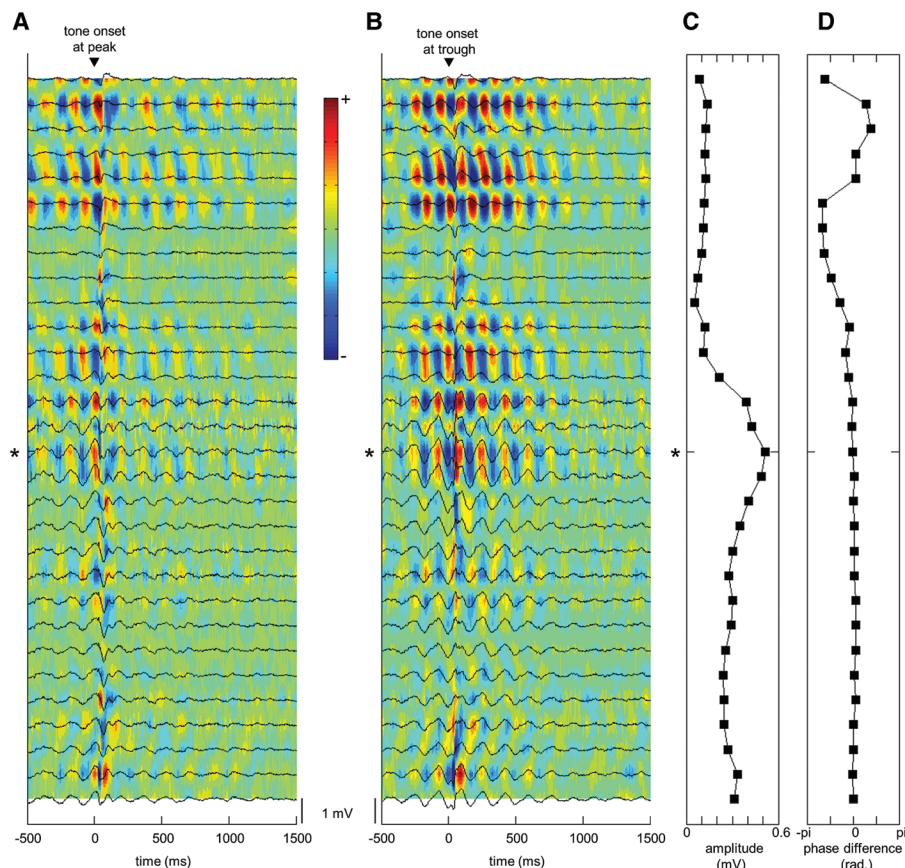 A
B
C
D
tone onset
at peak
tone onset
at trough
+
-
*
*
*
1 mV
-500
0
500
1000
1500
-500
0
500
1000
1500
0
0.6
-pi
0
pi
time (ms)
time (ms)
amplitude
(mV)
phase difference
(rad.)